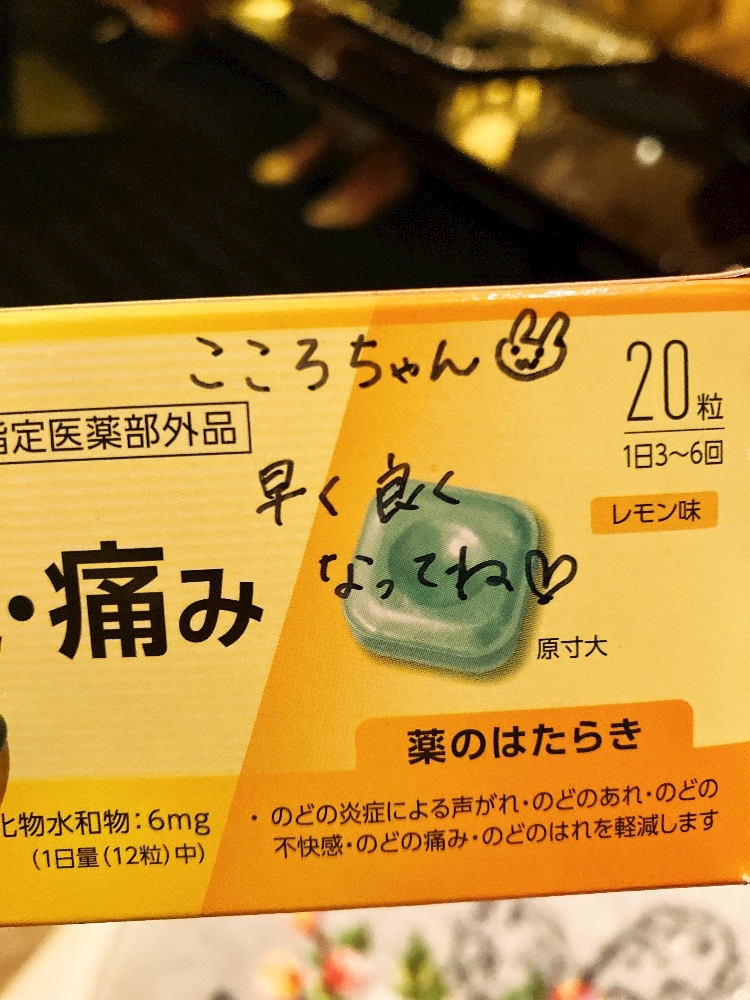 こころちゃん
20粒
1日3～6回
指定医薬部外品
早く良く
レモン味
・痛み
なってね♡
原寸大
薬のはたらき
化物水和物：6mg
（1日量（12粒）中）
・のどの炎症による声がれ・のどのあれ・のどの
不快感・のどの痛み・のどのはれを軽減します